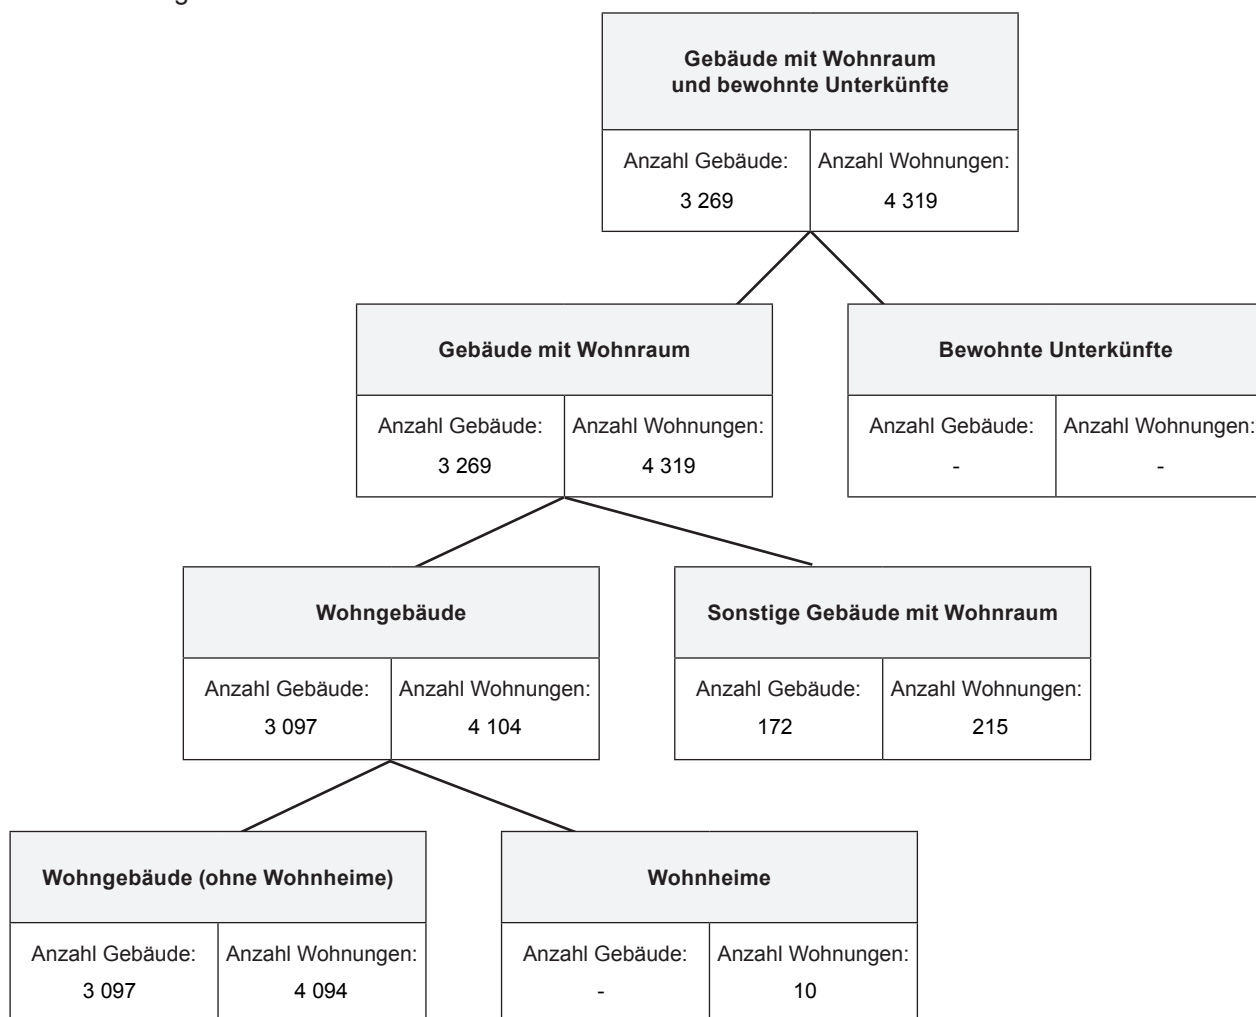 Gebäude mit Wohnraum
und bewohnte Unterkünfte
Anzahl Gebäude:
3 269
Anzahl Wohnungen:
4 319
Gebäude mit Wohnraum
Anzahl Gebäude:
3 269
Anzahl Wohnungen:
4 319
Bewohnte Unterkünfte
Anzahl Gebäude:
-
Anzahl Wohnungen:
-
Wohngebäude
Anzahl Gebäude:
3 097
Anzahl Wohnungen:
4 104
Sonstige Gebäude mit Wohnraum
Anzahl Gebäude:
172
Anzahl Wohnungen:
215
Wohngebäude (ohne Wohnheime)
Anzahl Gebäude:
3 097
Anzahl Wohnungen:
4 094
Wohnheime
Anzahl Gebäude:
-
Anzahl Wohnungen:
10